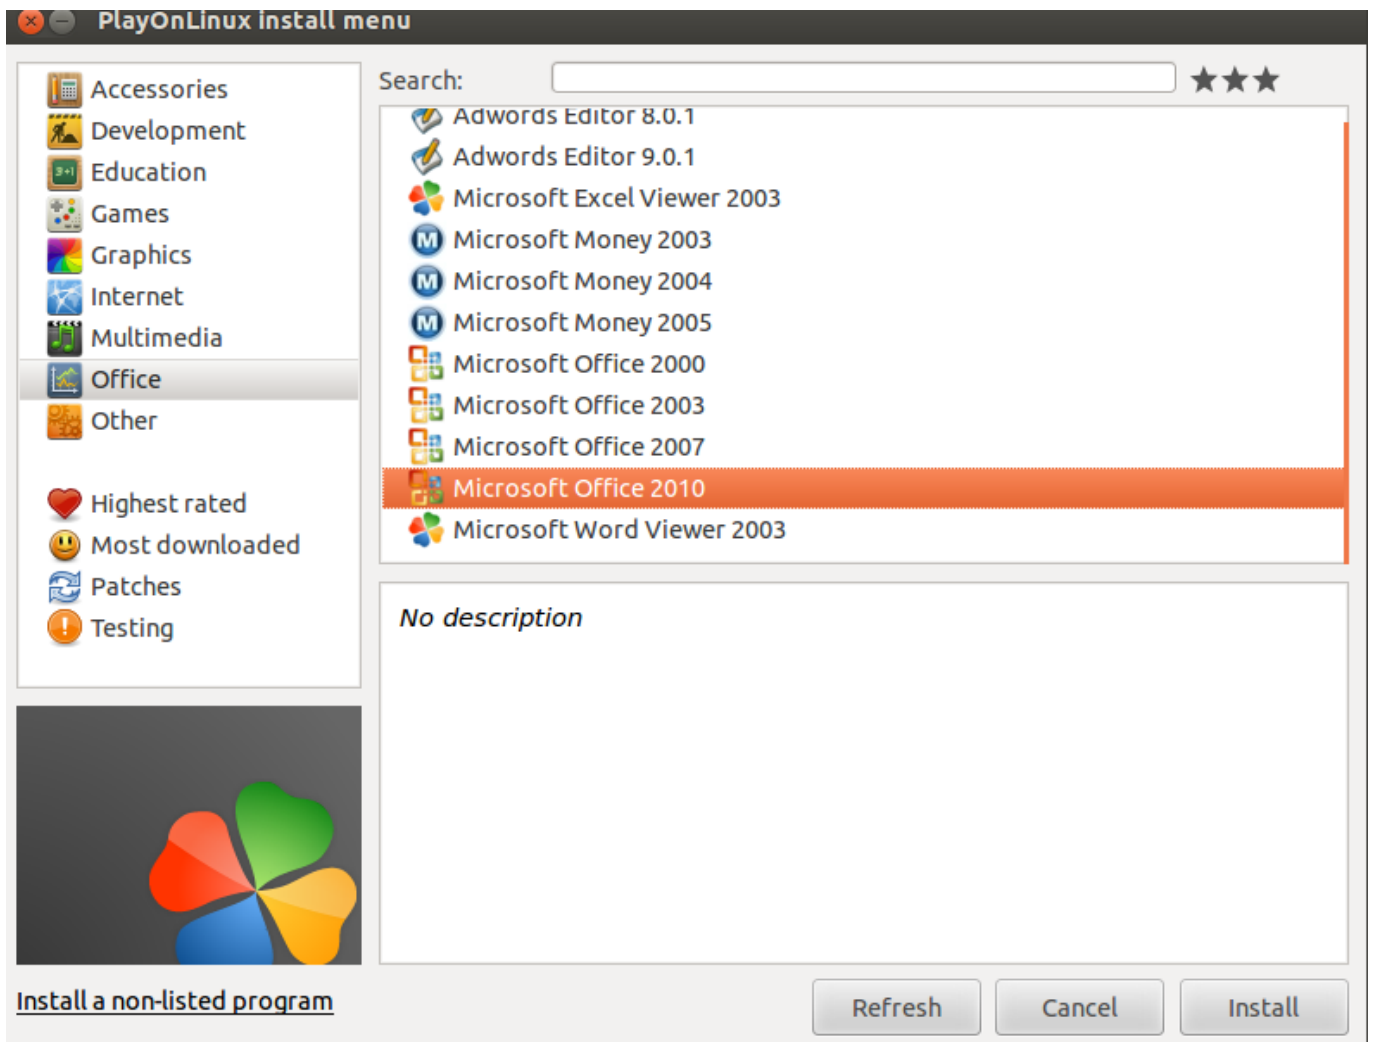 PlayOnLinux install menu
Accessories
Development
Education
Games
Graphics
Internet
Multimedia
Office
Other
Highest rated
Most downloaded
Patches
Testing
Search:
Adwords Editor 8.0.1
Adwords Editor 9.0.1
Microsoft Excel Viewer 2003
Microsoft Money 2003
Microsoft Money 2004
Microsoft Money 2005
Microsoft Office 2000
Microsoft Office 2003
Microsoft Office 2007
Microsoft Office 2010
Microsoft Word Viewer 2003
No description
Install a non-listed program
Refresh
Cancel
Install